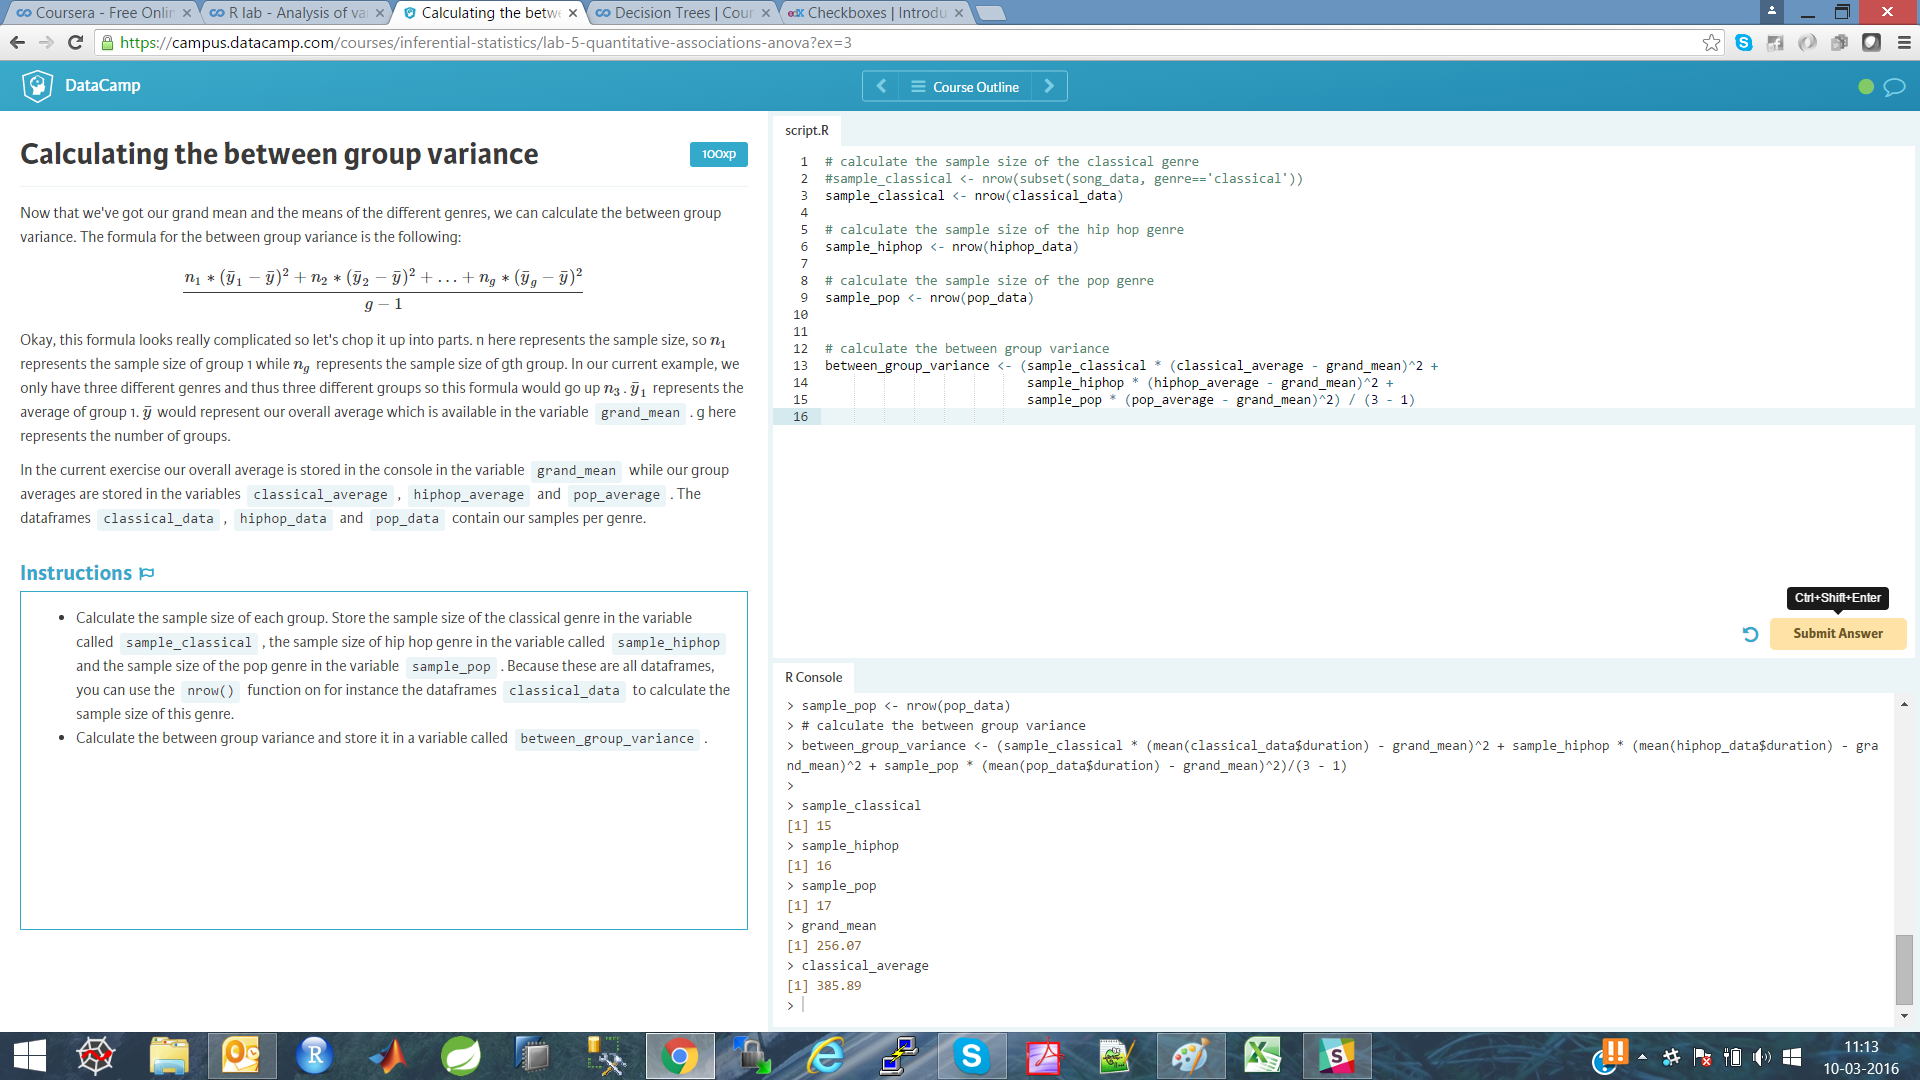 Coursera - Free Onlin
R lab - Analysis of va
Calculating the betwe
Decision Trees | Cour
edX Checkboxes | Introdu
https://campus.datacamp.com/courses/inferential-statistics/lab-5-quantitative-associations-anova?ex=3
DataCamp
Course Outline
Calculating the between group variance
100xp
Now that we've got our grand mean and the means of the different genres, we can calculate the between group
variance. The formula for the between group variance is the following:
n₁ * (ȳ₁ − ȳ)² + n₂ * (ȳ₂ − ȳ)² + … + n_g * (ȳ_g − ȳ)²
g − 1
Okay, this formula looks really complicated so let's chop it up into parts. n here represents the sample size, so n₁
represents the sample size of group 1 while n_g represents the sample size of gth group. In our current example, we
only have three different genres and thus three different groups so this formula would go up n₃. ȳ₁ represents the
average of group 1. ȳ would represent our overall average which is available in the variable grand_mean . g here
represents the number of groups.
In the current exercise our overall average is stored in the console in the variable grand_mean while our group
averages are stored in the variables classical_average , hiphop_average and pop_average . The
dataframes classical_data , hiphop_data and pop_data contain our samples per genre.
Instructions
• Calculate the sample size of each group. Store the sample size of the classical genre in the variable
called sample_classical , the sample size of hip hop genre in the variable called sample_hiphop
and the sample size of the pop genre in the variable sample_pop . Because these are all dataframes,
you can use the nrow() function on for instance the dataframes classical_data to calculate the
sample size of this genre.
• Calculate the between group variance and store it in a variable called between_group_variance .
script.R
1 # calculate the sample size of the classical genre
2 #sample_classical <- nrow(subset(song_data, genre=='classical'))
3 sample_classical <- nrow(classical_data)
4
5 # calculate the sample size of the hip hop genre
6 sample_hiphop <- nrow(hiphop_data)
7
8 # calculate the sample size of the pop genre
9 sample_pop <- nrow(pop_data)
10
11
12 # calculate the between group variance
13 between_group_variance <- (sample_classical * (classical_average - grand_mean)^2 +
14 sample_hiphop * (hiphop_average - grand_mean)^2 +
15 sample_pop * (pop_average - grand_mean)^2) / (3 - 1)
16
Ctrl+Shift+Enter
Submit Answer
R Console
> sample_pop <- nrow(pop_data)
> # calculate the between group variance
> between_group_variance <- (sample_classical * (mean(classical_data$duration) - grand_mean)^2 + sample_hiphop * (mean(hiphop_data$duration) - gra
nd_mean)^2 + sample_pop * (mean(pop_data$duration) - grand_mean)^2)/(3 - 1)
>
> sample_classical
[1] 15
> sample_hiphop
[1] 16
> sample_pop
[1] 17
> grand_mean
[1] 256.07
> classical_average
[1] 385.89
>
11:13
10-03-2016